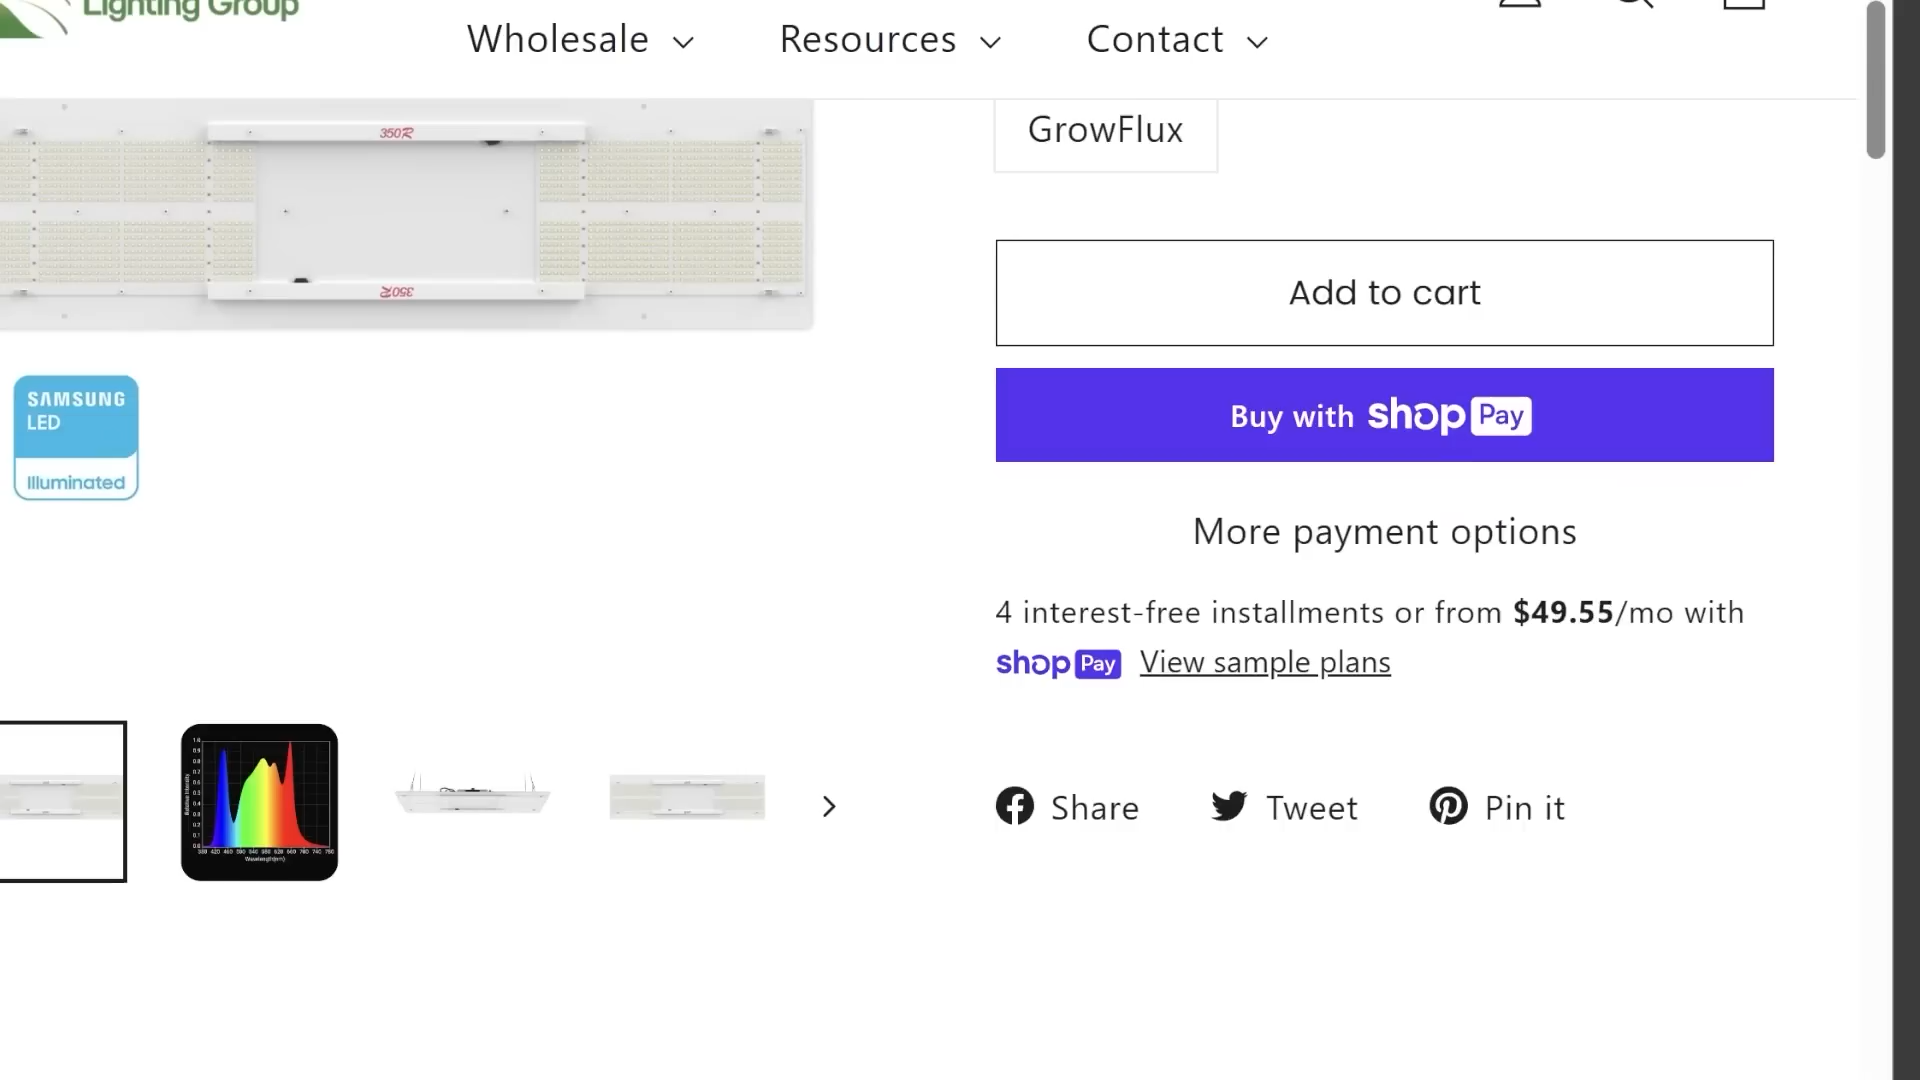 Lighting Group
Wholesale
Resources
Contact
350R
350R
SAMSUNG
LED
Illuminated
GrowFlux
Add to cart
Buy with shop Pay
More payment options
4 interest-free installments or from $49.55/mo with
shop Pay View sample plans
Share
Tweet
Pin it